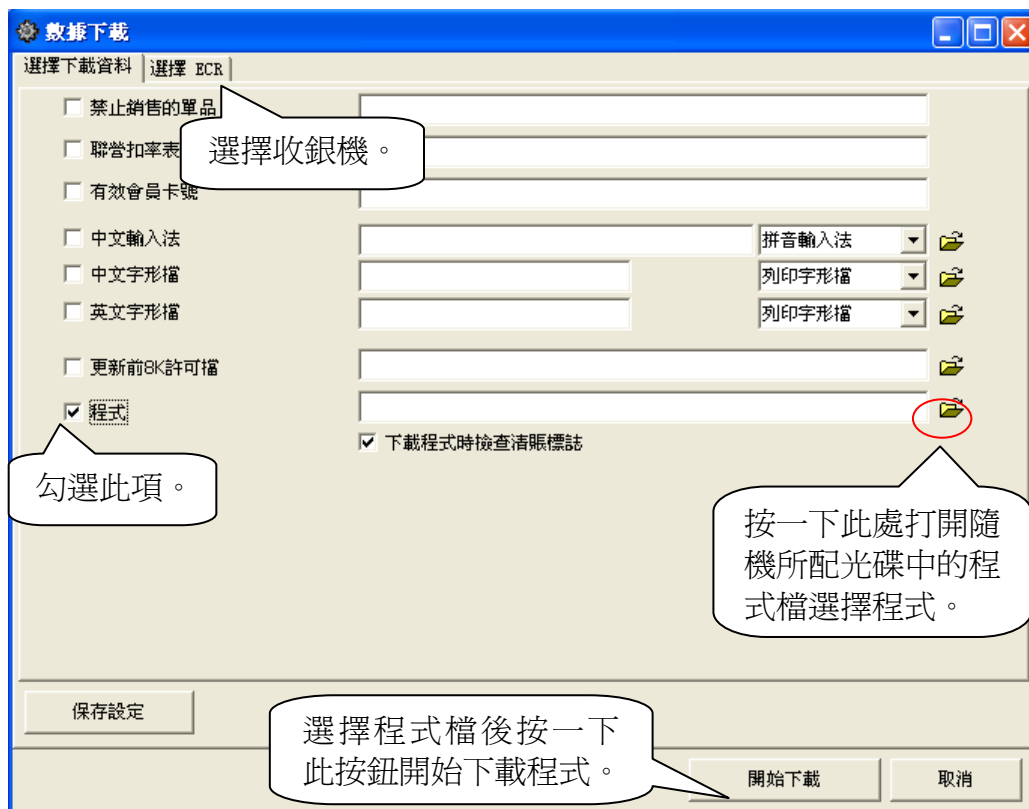 數據下載
選擇下載資料 選擇 ECR
禁止銷售的單品
選擇收銀機。
聯營扣率表
有效會員卡號
中文輸入法 拼音輸入法
中文字形檔 列印字形檔
英文字形檔 列印字形檔
更新前8K許可檔
程式
下載程式時檢查清賬標誌
勾選此項。
按一下此處打開隨
機所配光碟中的程
式檔選擇程式。
保存設定
選擇程式檔後按一下
此按鈕開始下載程式。
開始下載 取消